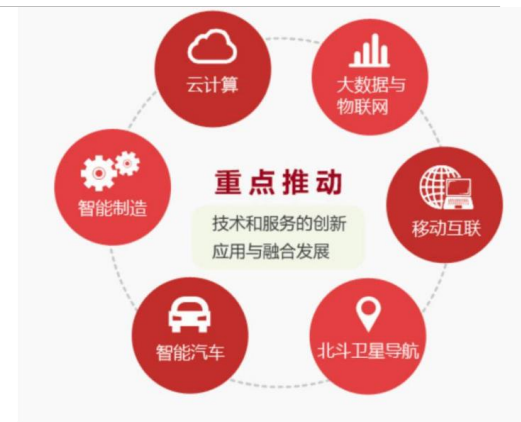 云计算
大数据与
物联网
智能制造
重点推动
技术和服务的创新
应用与融合发展
移动互联
智能汽车
北斗卫星导航